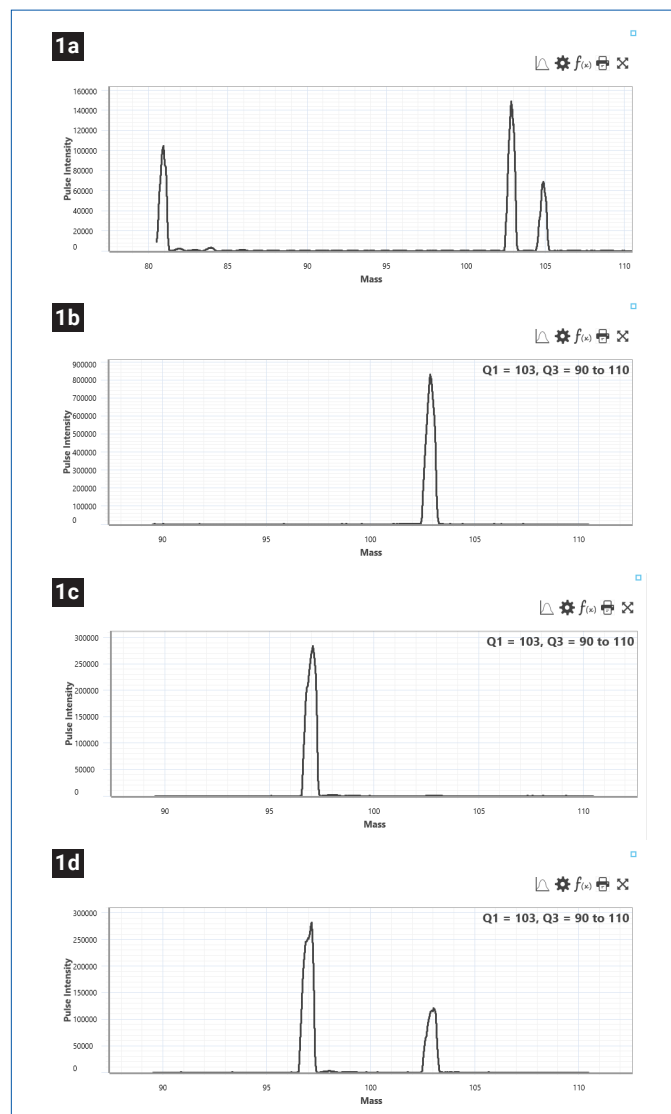 1a
f(x)
160000
140000
120000
100000
80000
60000
40000
20000
0
Pulse Intensity
80 85 90 95 100 105 110
Mass
1b
f(x)
Q1 = 103, Q3 = 90 to 110
900000
800000
700000
600000
500000
400000
300000
200000
100000
0
Pulse Intensity
90 95 100 105 110
Mass
1c
f(x)
Q1 = 103, Q3 = 90 to 110
300000
250000
200000
150000
100000
50000
0
Pulse Intensity
90 95 100 105 110
Mass
1d
f(x)
Q1 = 103, Q3 = 90 to 110
300000
250000
200000
150000
100000
50000
0
Pulse Intensity
90 95 100 105 110
Mass